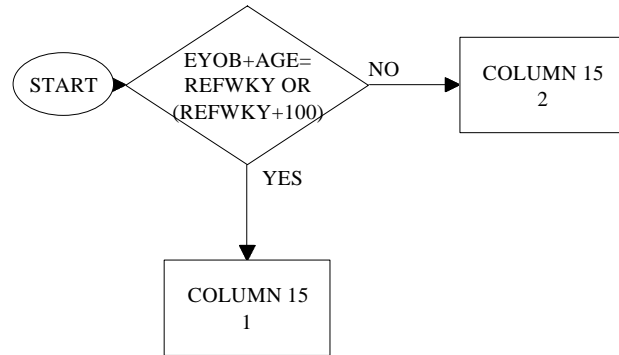 START
EYOB+AGE=
REFWKY OR
(REFWKY+100)
NO
COLUMN 15
2
YES
COLUMN 15
1